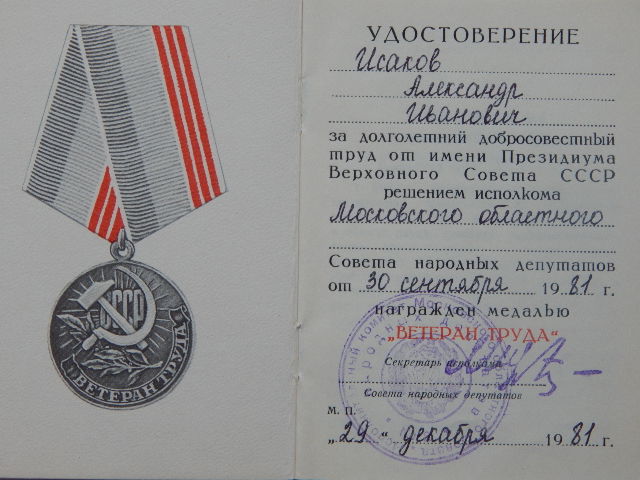 СССР
ВЕТЕРАН ТРУДА
УДОСТОВЕРЕНИЕ
Исаков
Александр
Иванович
за долголетний добросовестный
труд от имени Президиума
Верховного Совета СССР
решением исполкома
Московского областного
Совета народных депутатов
от 30 сентября 1981 г.
награжден медалью
„ВЕТЕРАН ТРУДА“
Секретарь исполкома
Совета народных депутатов
М. П.
„29“ декабря 1981 г.